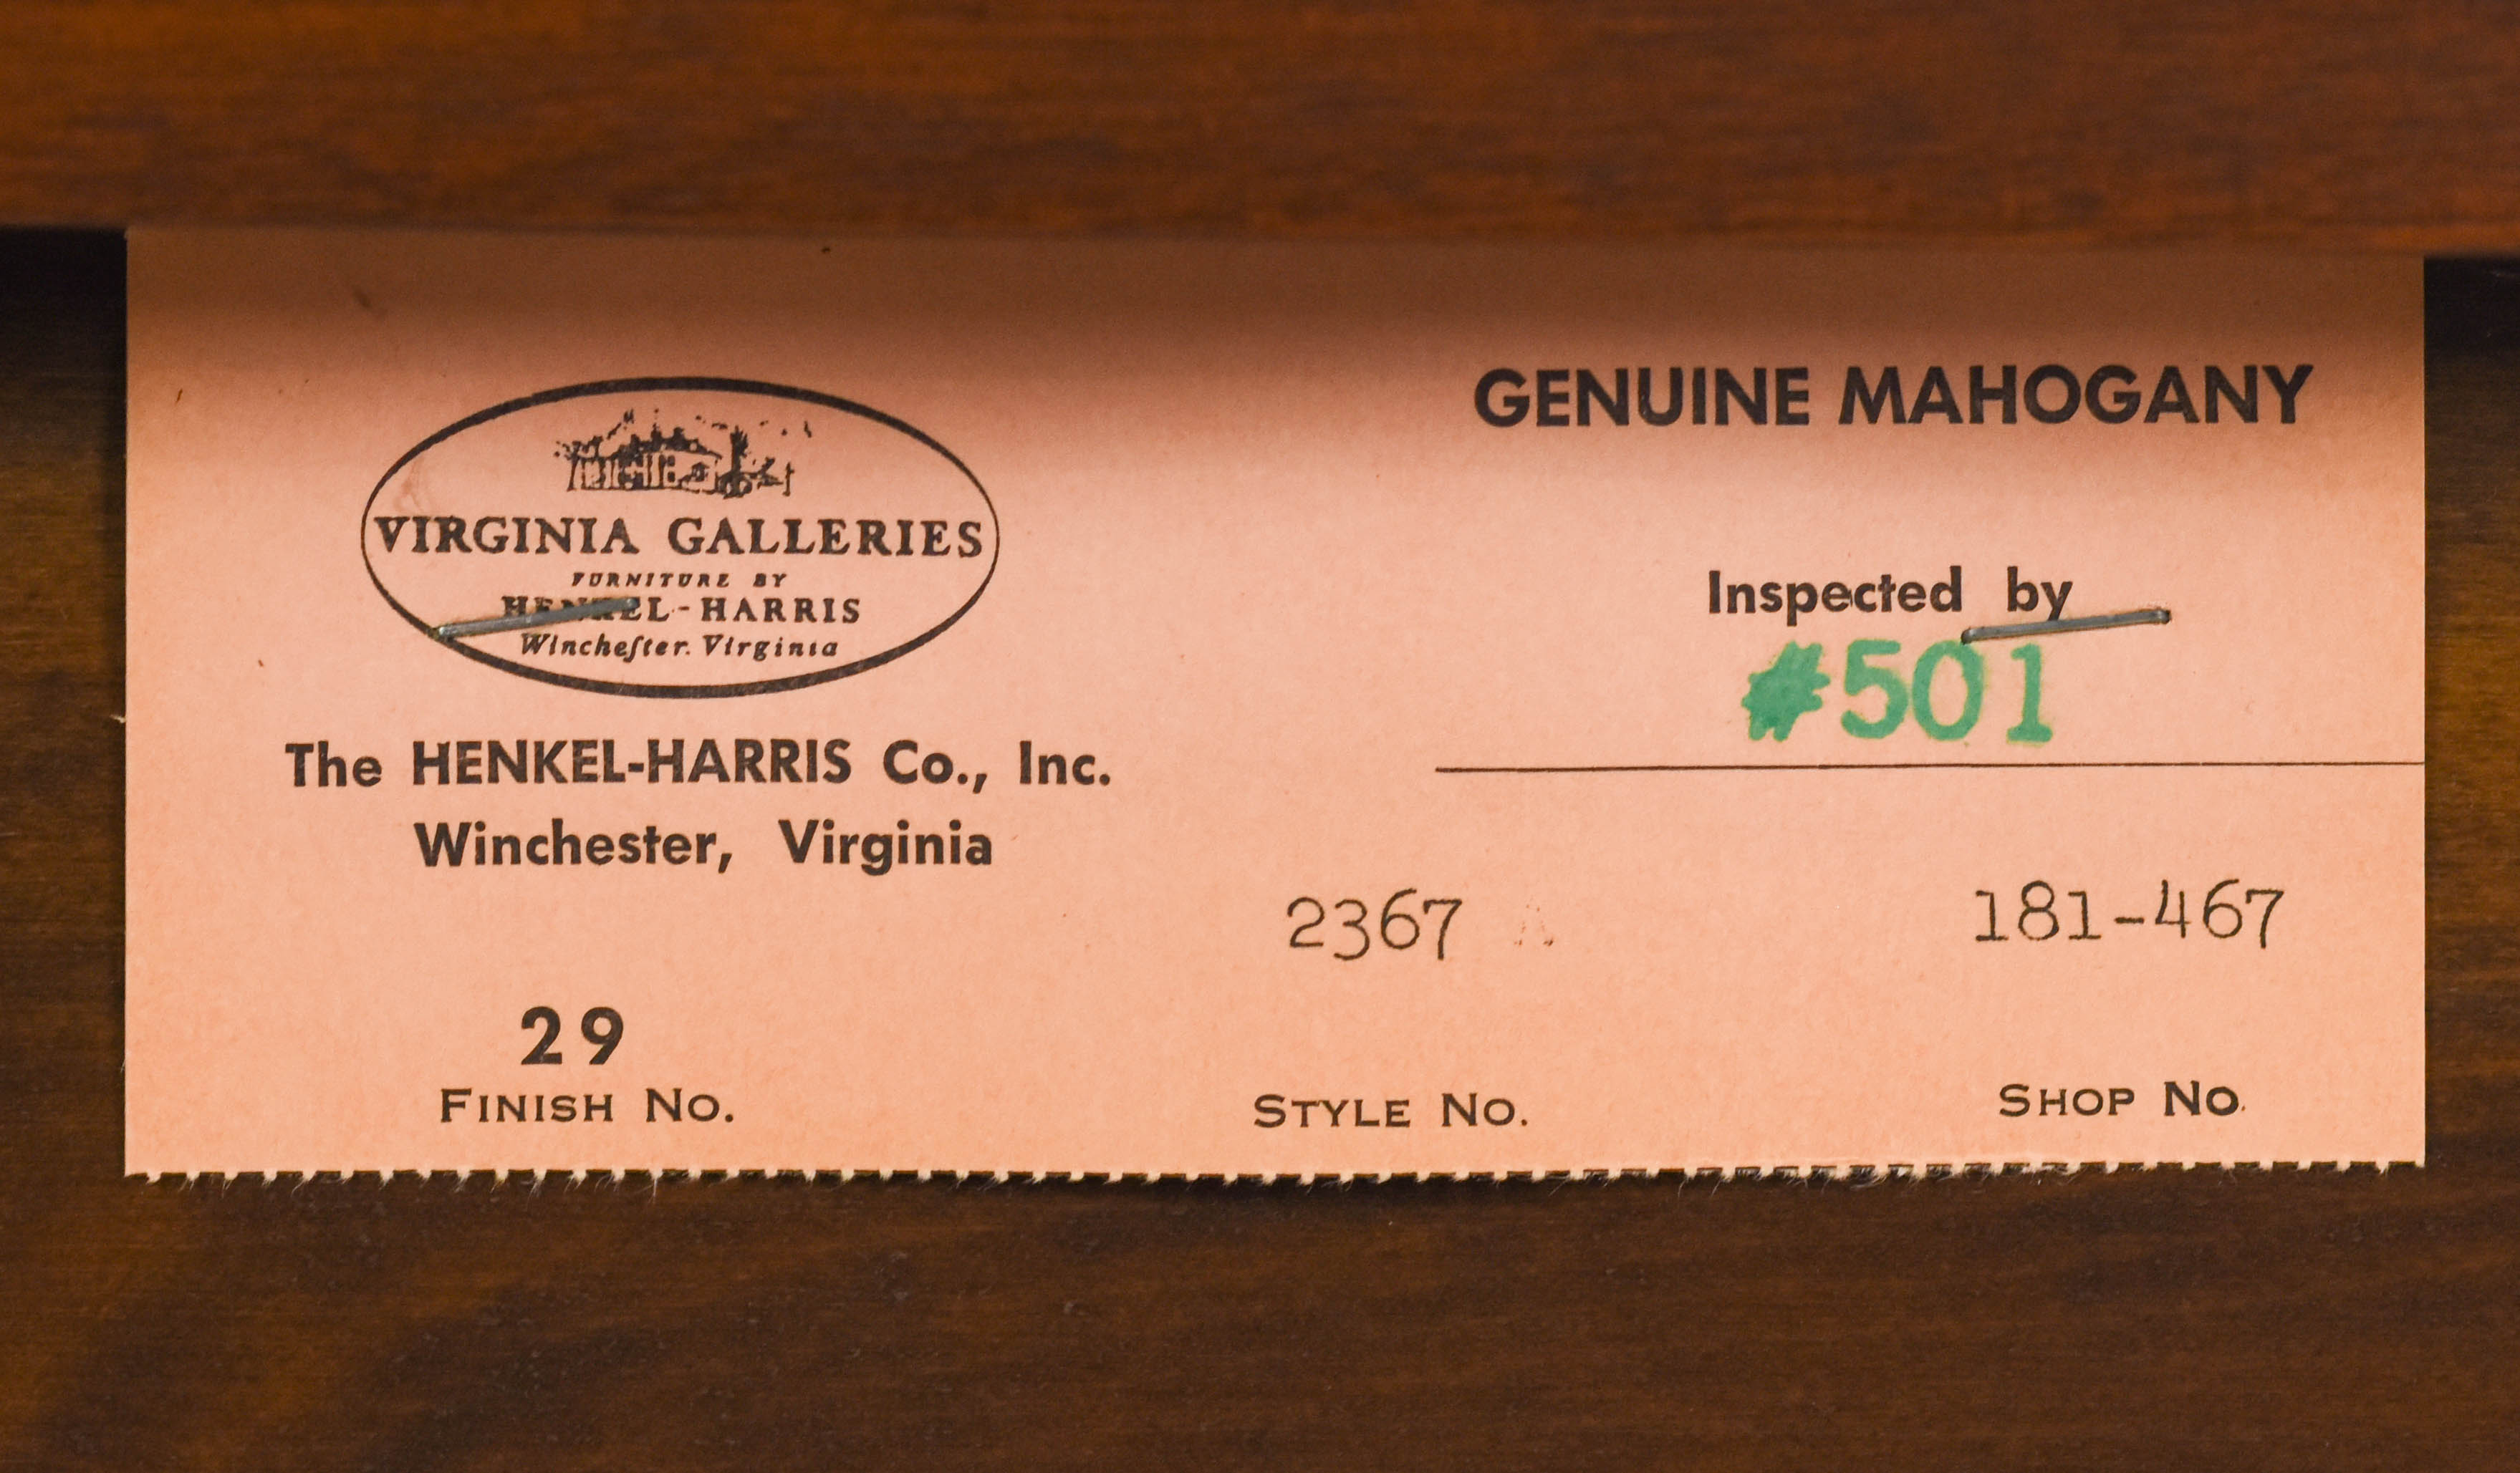 VIRGINIA GALLERIES
FURNITURE BY
HENKEL-HARRIS
Wincheſter. Virginia
The HENKEL-HARRIS Co., Inc.
Winchester, Virginia
GENUINE MAHOGANY
Inspected by
#501
29
FINISH No.
2367
STYLE No.
181-467
SHOP No.